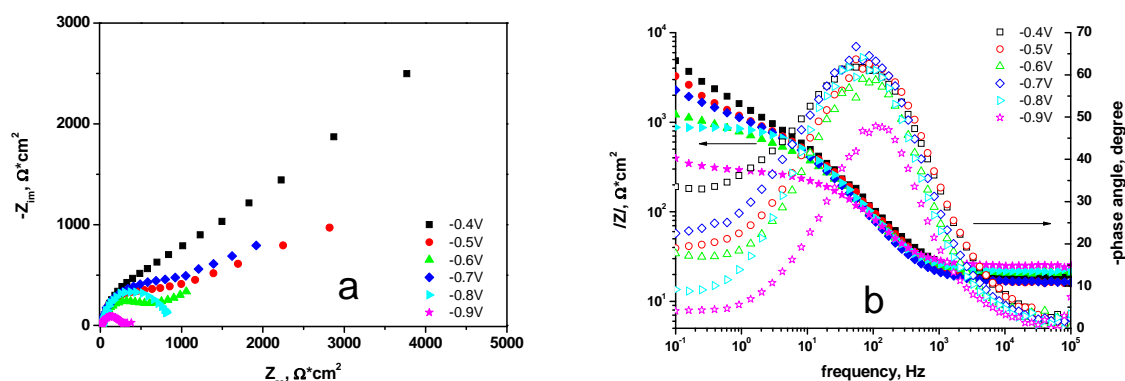 3000
2000
1000
0
0 1000 2000 3000 4000 5000
-Z_im, Ω*cm²
, Ω*cm²
-0.4V
-0.5V
-0.6V
-0.7V
-0.8V
-0.9V
a
10⁴
10³
10²
10¹
/Z/, Ω*cm²
10⁻¹ 10⁰ 10¹ 10² 10³ 10⁴ 10⁵
frequency, Hz
-0.4V
-0.5V
-0.6V
-0.7V
-0.8V
-0.9V
70
60
50
40
30
20
10
0
-phase angle, degree
b